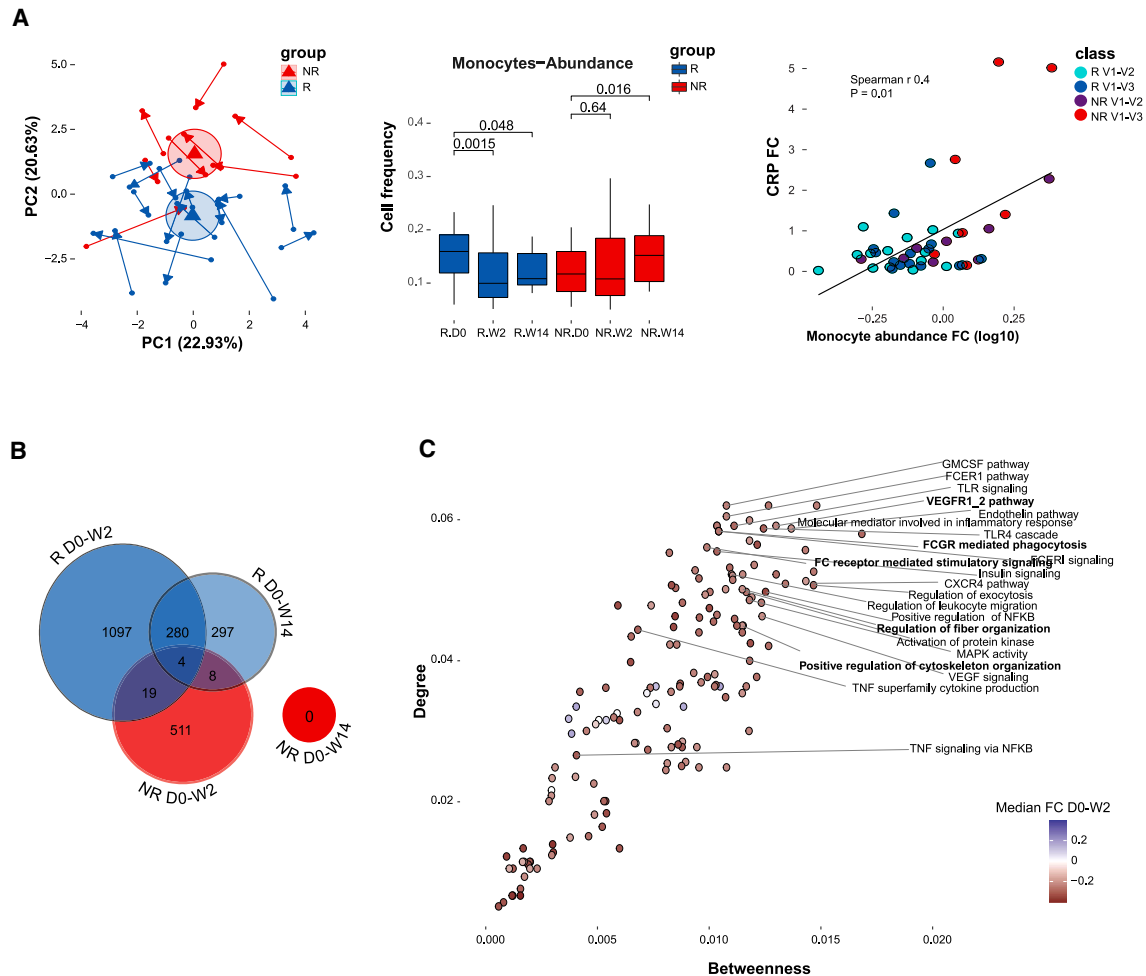 A
group
NR
R
5.0
2.5
0.0
−2.5
PC2 (20.63%)
−4
−2
0
2
4
PC1 (22.93%)
Monocytes−Abundance
group
R
NR
0.016
0.64
0.048
0.0015
0.4
0.3
0.2
0.1
Cell frequency
R.D0
R.W2
R.W14
NR.D0
NR.W2
NR.W14
class
R V1-V2
R V1-V3
NR V1-V2
NR V1-V3
Spearman r 0.4
P = 0.01
5
4
3
2
1
0
CRP FC
−0.25
0.00
0.25
Monocyte abundance FC (log10)
B
R D0-W2
R D0-W14
1097
280
297
4
8
19
511
0
NR D0-W2
NR D0-W14
C
GMCSF pathway
FCER1 pathway
TLR signaling
VEGFR1_2 pathway
Endothelin pathway
Molecular mediator involved in inflammatory response
TLR4 cascade
FCGR mediated phagocytosis
FCERI signaling
FC receptor mediated stimulatory signaling
Insulin signaling
CXCR4 pathway
Regulation of exocytosis
Regulation of leukocyte migration
Positive regulation of NFKB
Regulation of fiber organization
Activation of protein kinase
MAPK activity
Positive regulation of cytoskeleton organization
VEGF signaling
TNF superfamily cytokine production
TNF signaling via NFKB
0.06
0.04
0.02
Degree
0.000
0.005
0.010
0.015
0.020
Betweenness
Median FC D0-W2
0.2
0
−0.2